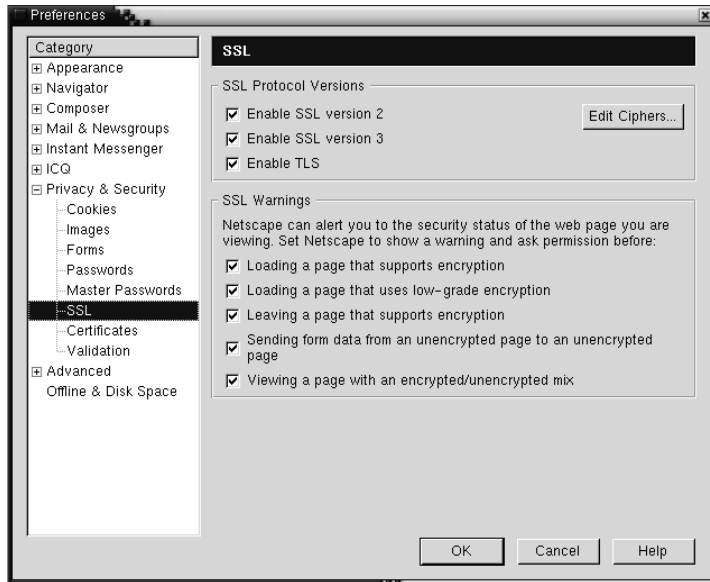 Preferences
Category
Appearance
Navigator
Composer
Mail & Newsgroups
Instant Messenger
ICQ
Privacy & Security
Cookies
Images
Forms
Passwords
Master Passwords
SSL
Certificates
Validation
Advanced
Offline & Disk Space
SSL
SSL Protocol Versions
Enable SSL version 2
Edit Ciphers...
Enable SSL version 3
Enable TLS
SSL Warnings
Netscape can alert you to the security status of the web page you are
viewing. Set Netscape to show a warning and ask permission before:
Loading a page that supports encryption
Loading a page that uses low-grade encryption
Leaving a page that supports encryption
Sending form data from an unencrypted page to an unencrypted
page
Viewing a page with an encrypted/unencrypted mix
OK
Cancel
Help